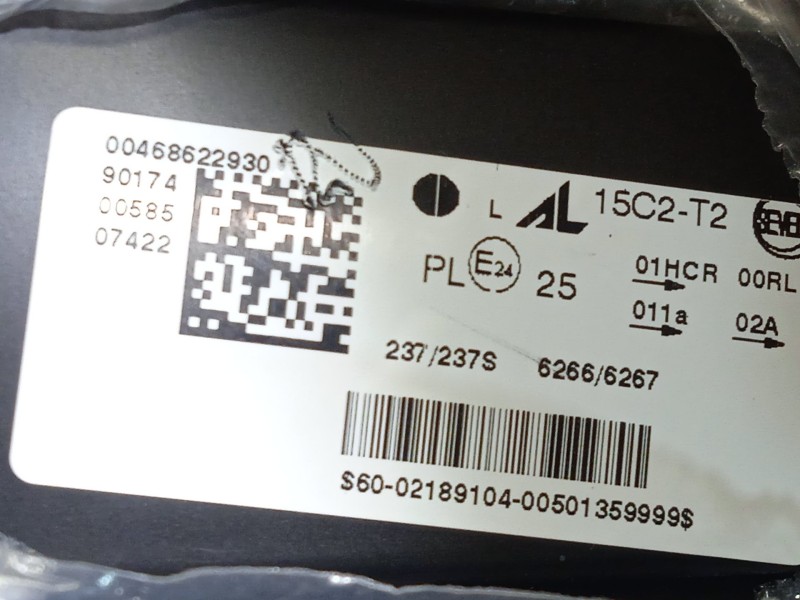 00468622930
90174
00585
07422
L AL 15C2-T2
PL E24 25
01HCR 00RL
011a 02A
237/237S 6266/6267
$60-02189104-00501359999$